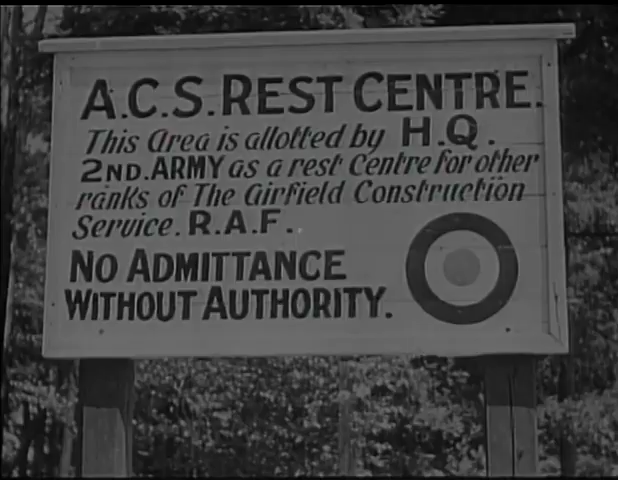 A.C.S. REST CENTRE.
This Area is allotted by H.Q.
2ND. ARMY as a rest Centre for other
ranks of The Airfield Construction
Service. R.A.F.
NO ADMITTANCE
WITHOUT AUTHORITY.